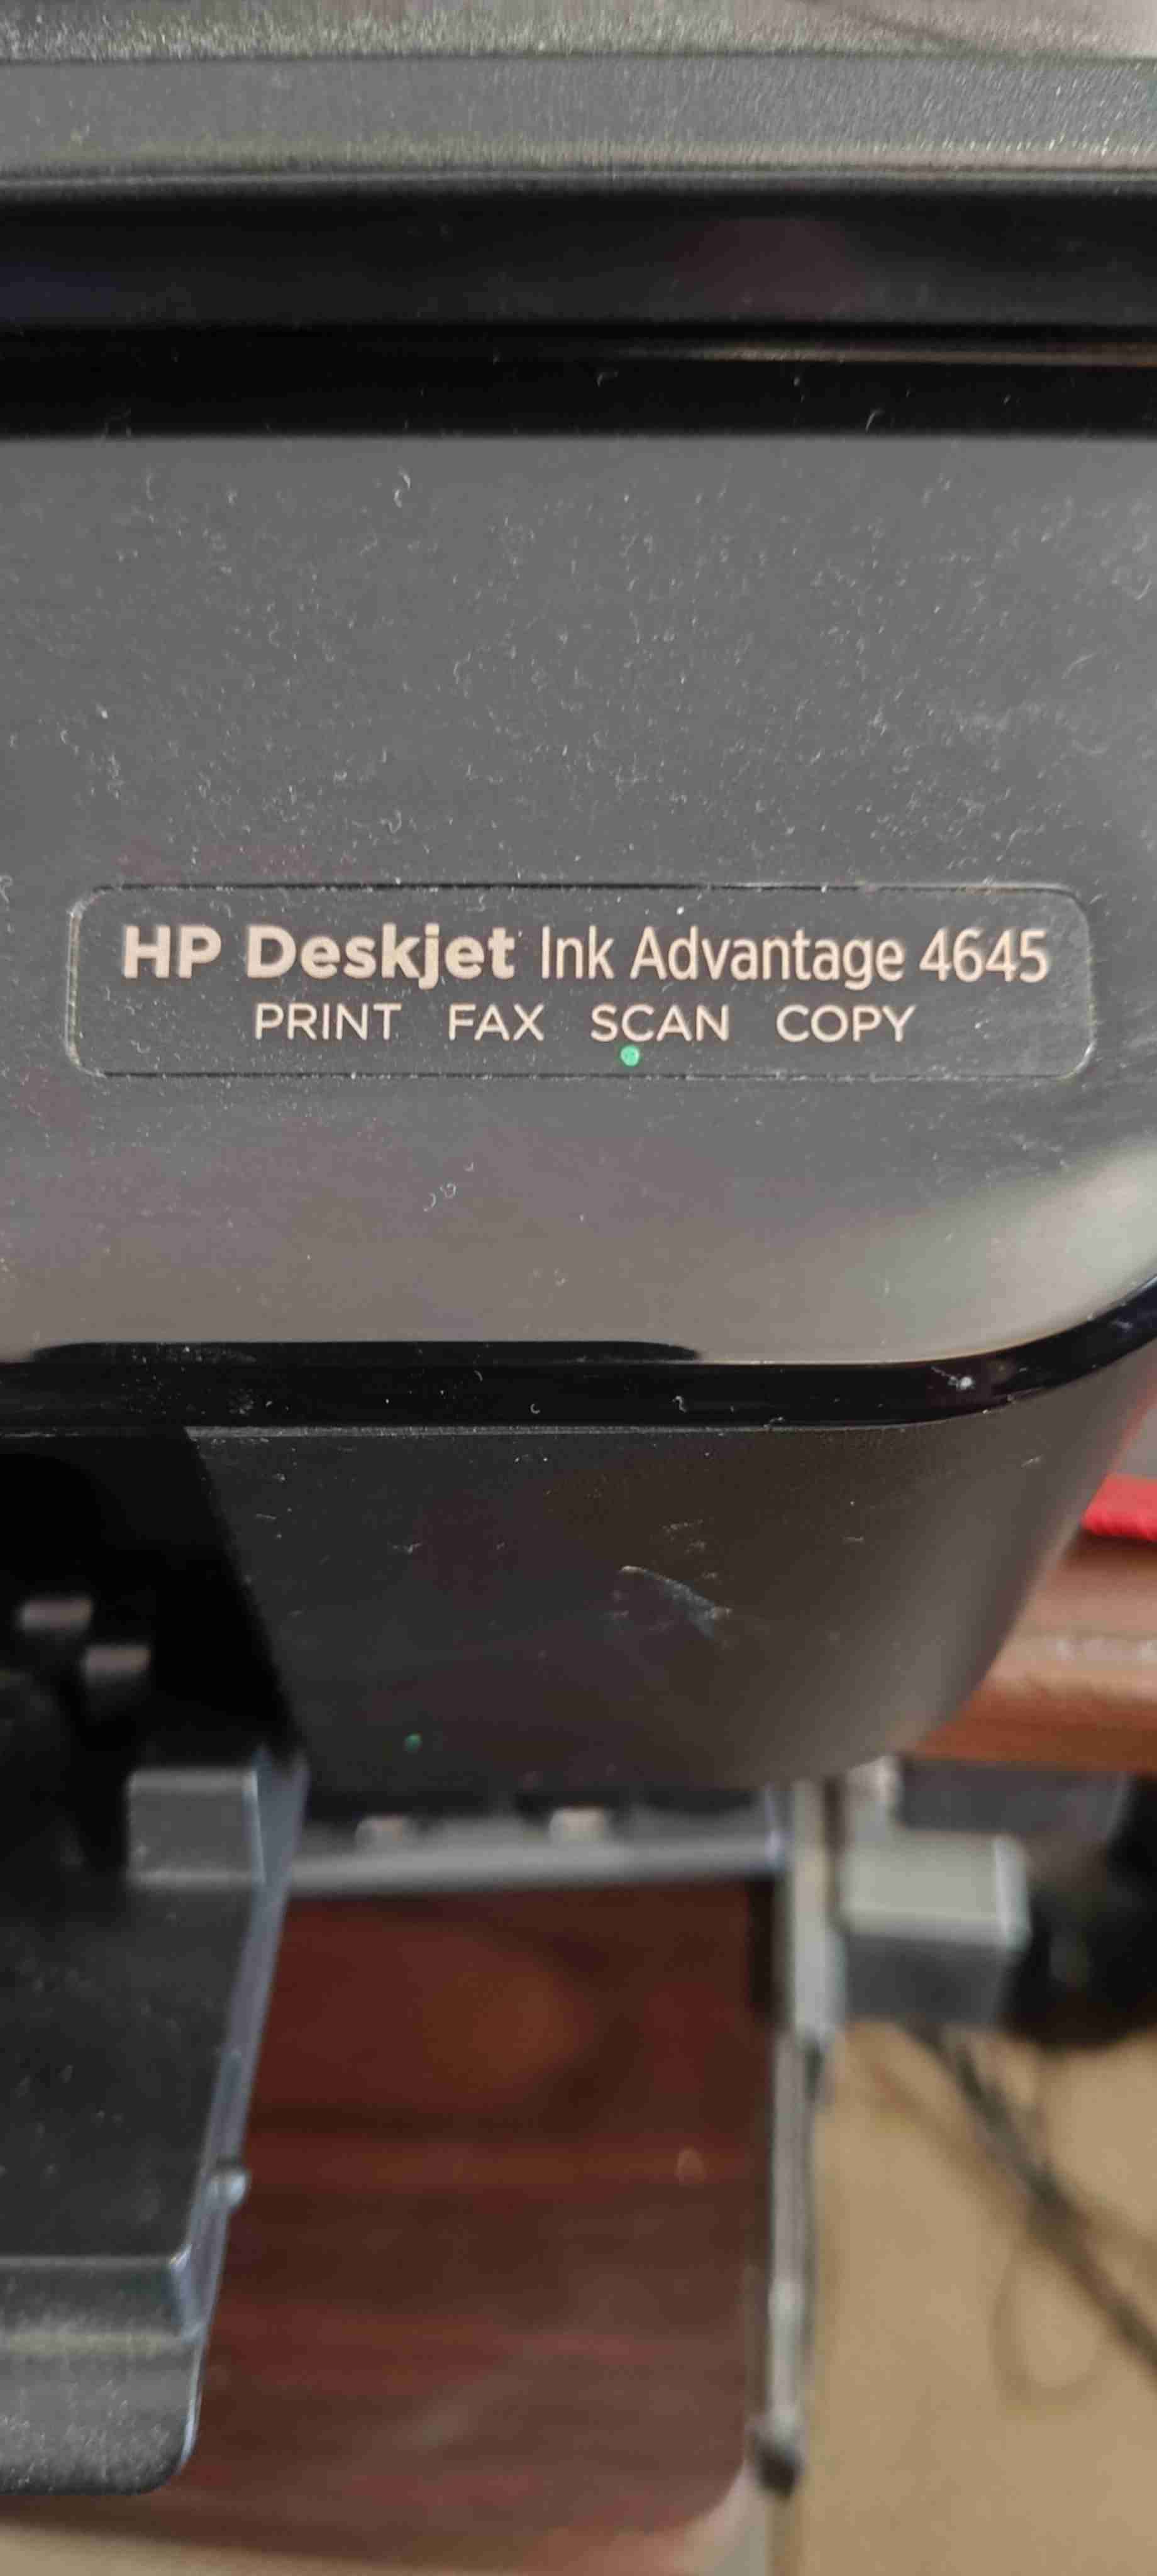 HP Deskjet Ink Advantage 4645
PRINT FAX SCAN COPY